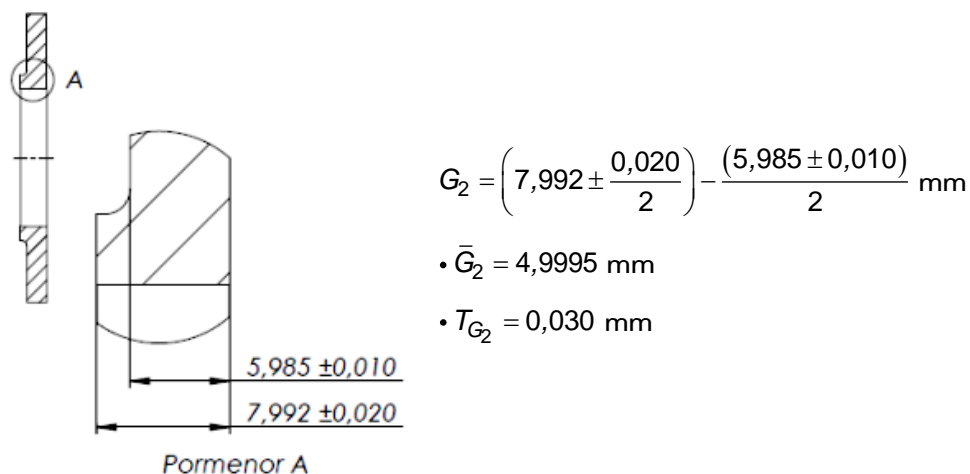 A
5,985 ±0,010
7,992 ±0,020
Pormenor A
G₂ = (7,992 ± 0,020/2) − (5,985 ± 0,010)/2 mm
• Ḡ₂ = 4,9995 mm
• T_G₂ = 0,030 mm